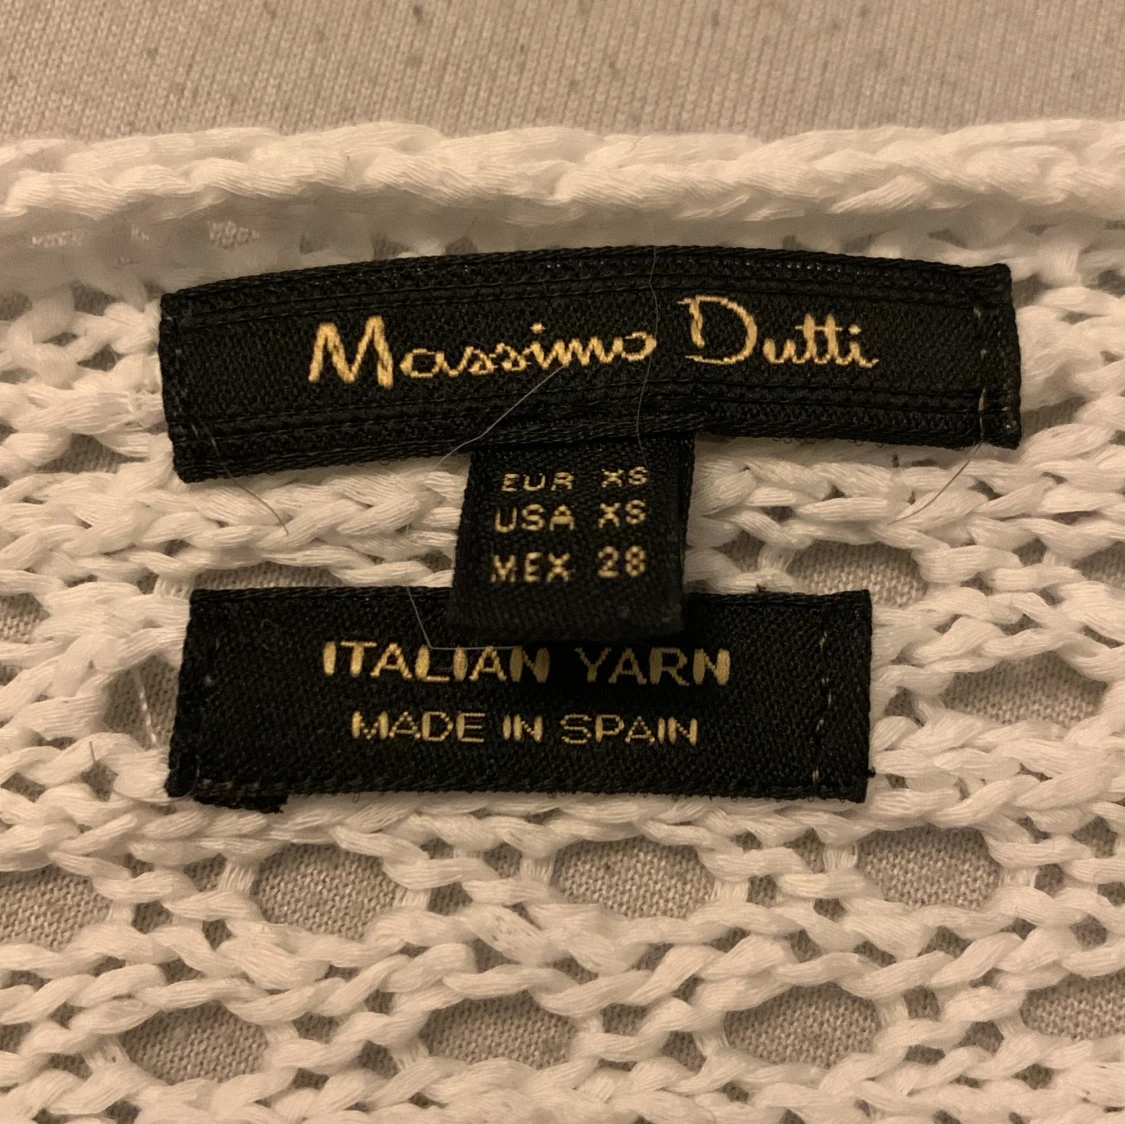 Massimo Dutti
EUR XS
USA XS
MEX 28
ITALIAN YARN
MADE IN SPAIN